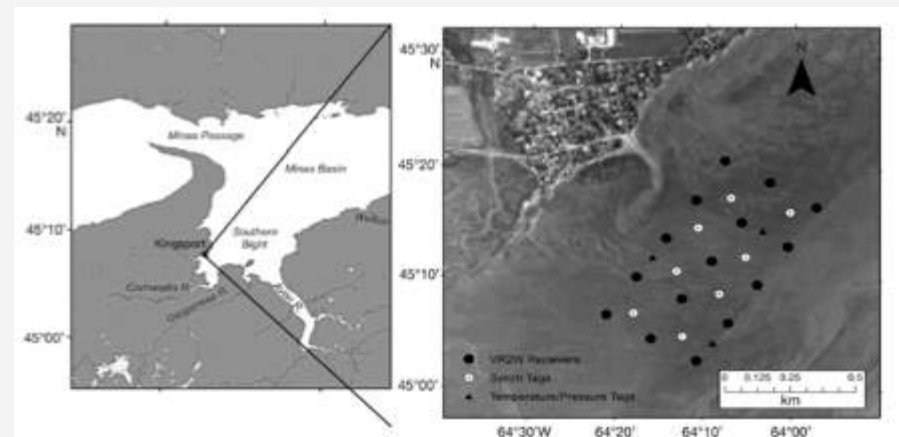 45°20'
N
45°10'
45°00'
Minas Passage
Minas Basin
Southern
Bight
Kingsport
Cornwallis R.
45°30'
N
45°20'
45°10'
45°00'
N
VR2W Receivers
Synch Tags
Temperature/Pressure Tags
0 0.125 0.25 0.5
km
64°30'W 64°20' 64°10' 64°00'